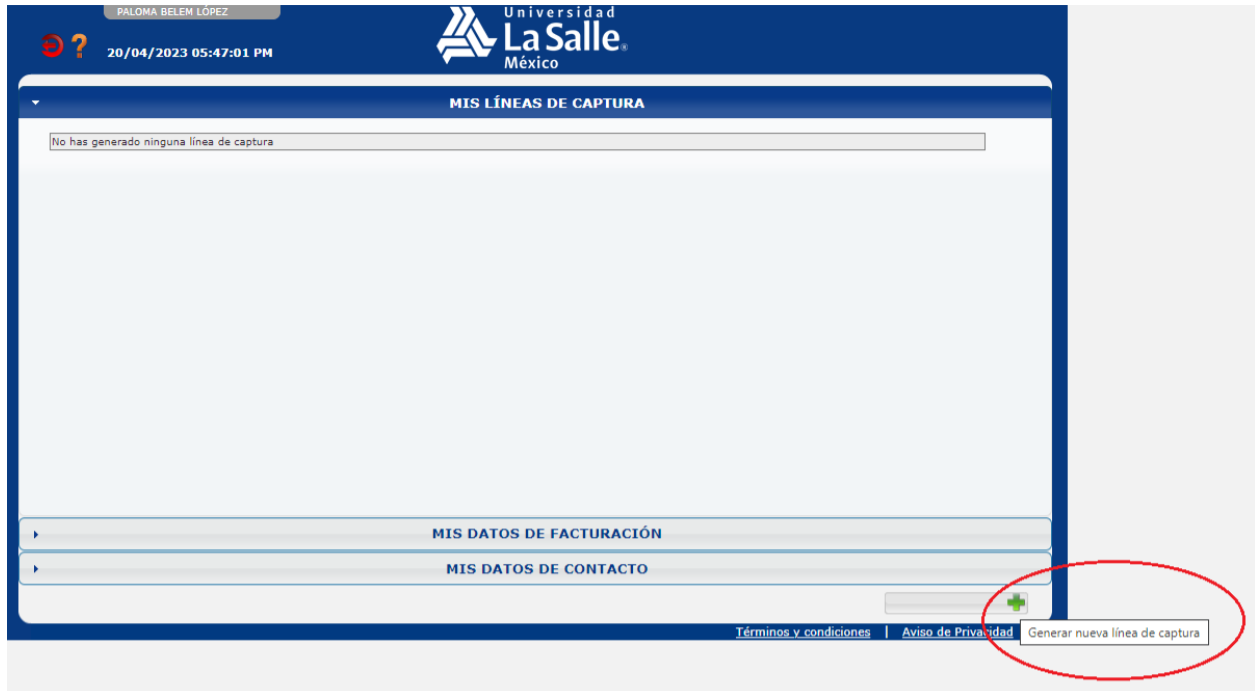 PALOMA BELEM LÓPEZ
20/04/2023 05:47:01 PM
Universidad
La Salle®
México
MIS LÍNEAS DE CAPTURA
No has generado ninguna línea de captura
MIS DATOS DE FACTURACIÓN
MIS DATOS DE CONTACTO
Términos y condiciones | Aviso de Privacidad
Generar nueva línea de captura